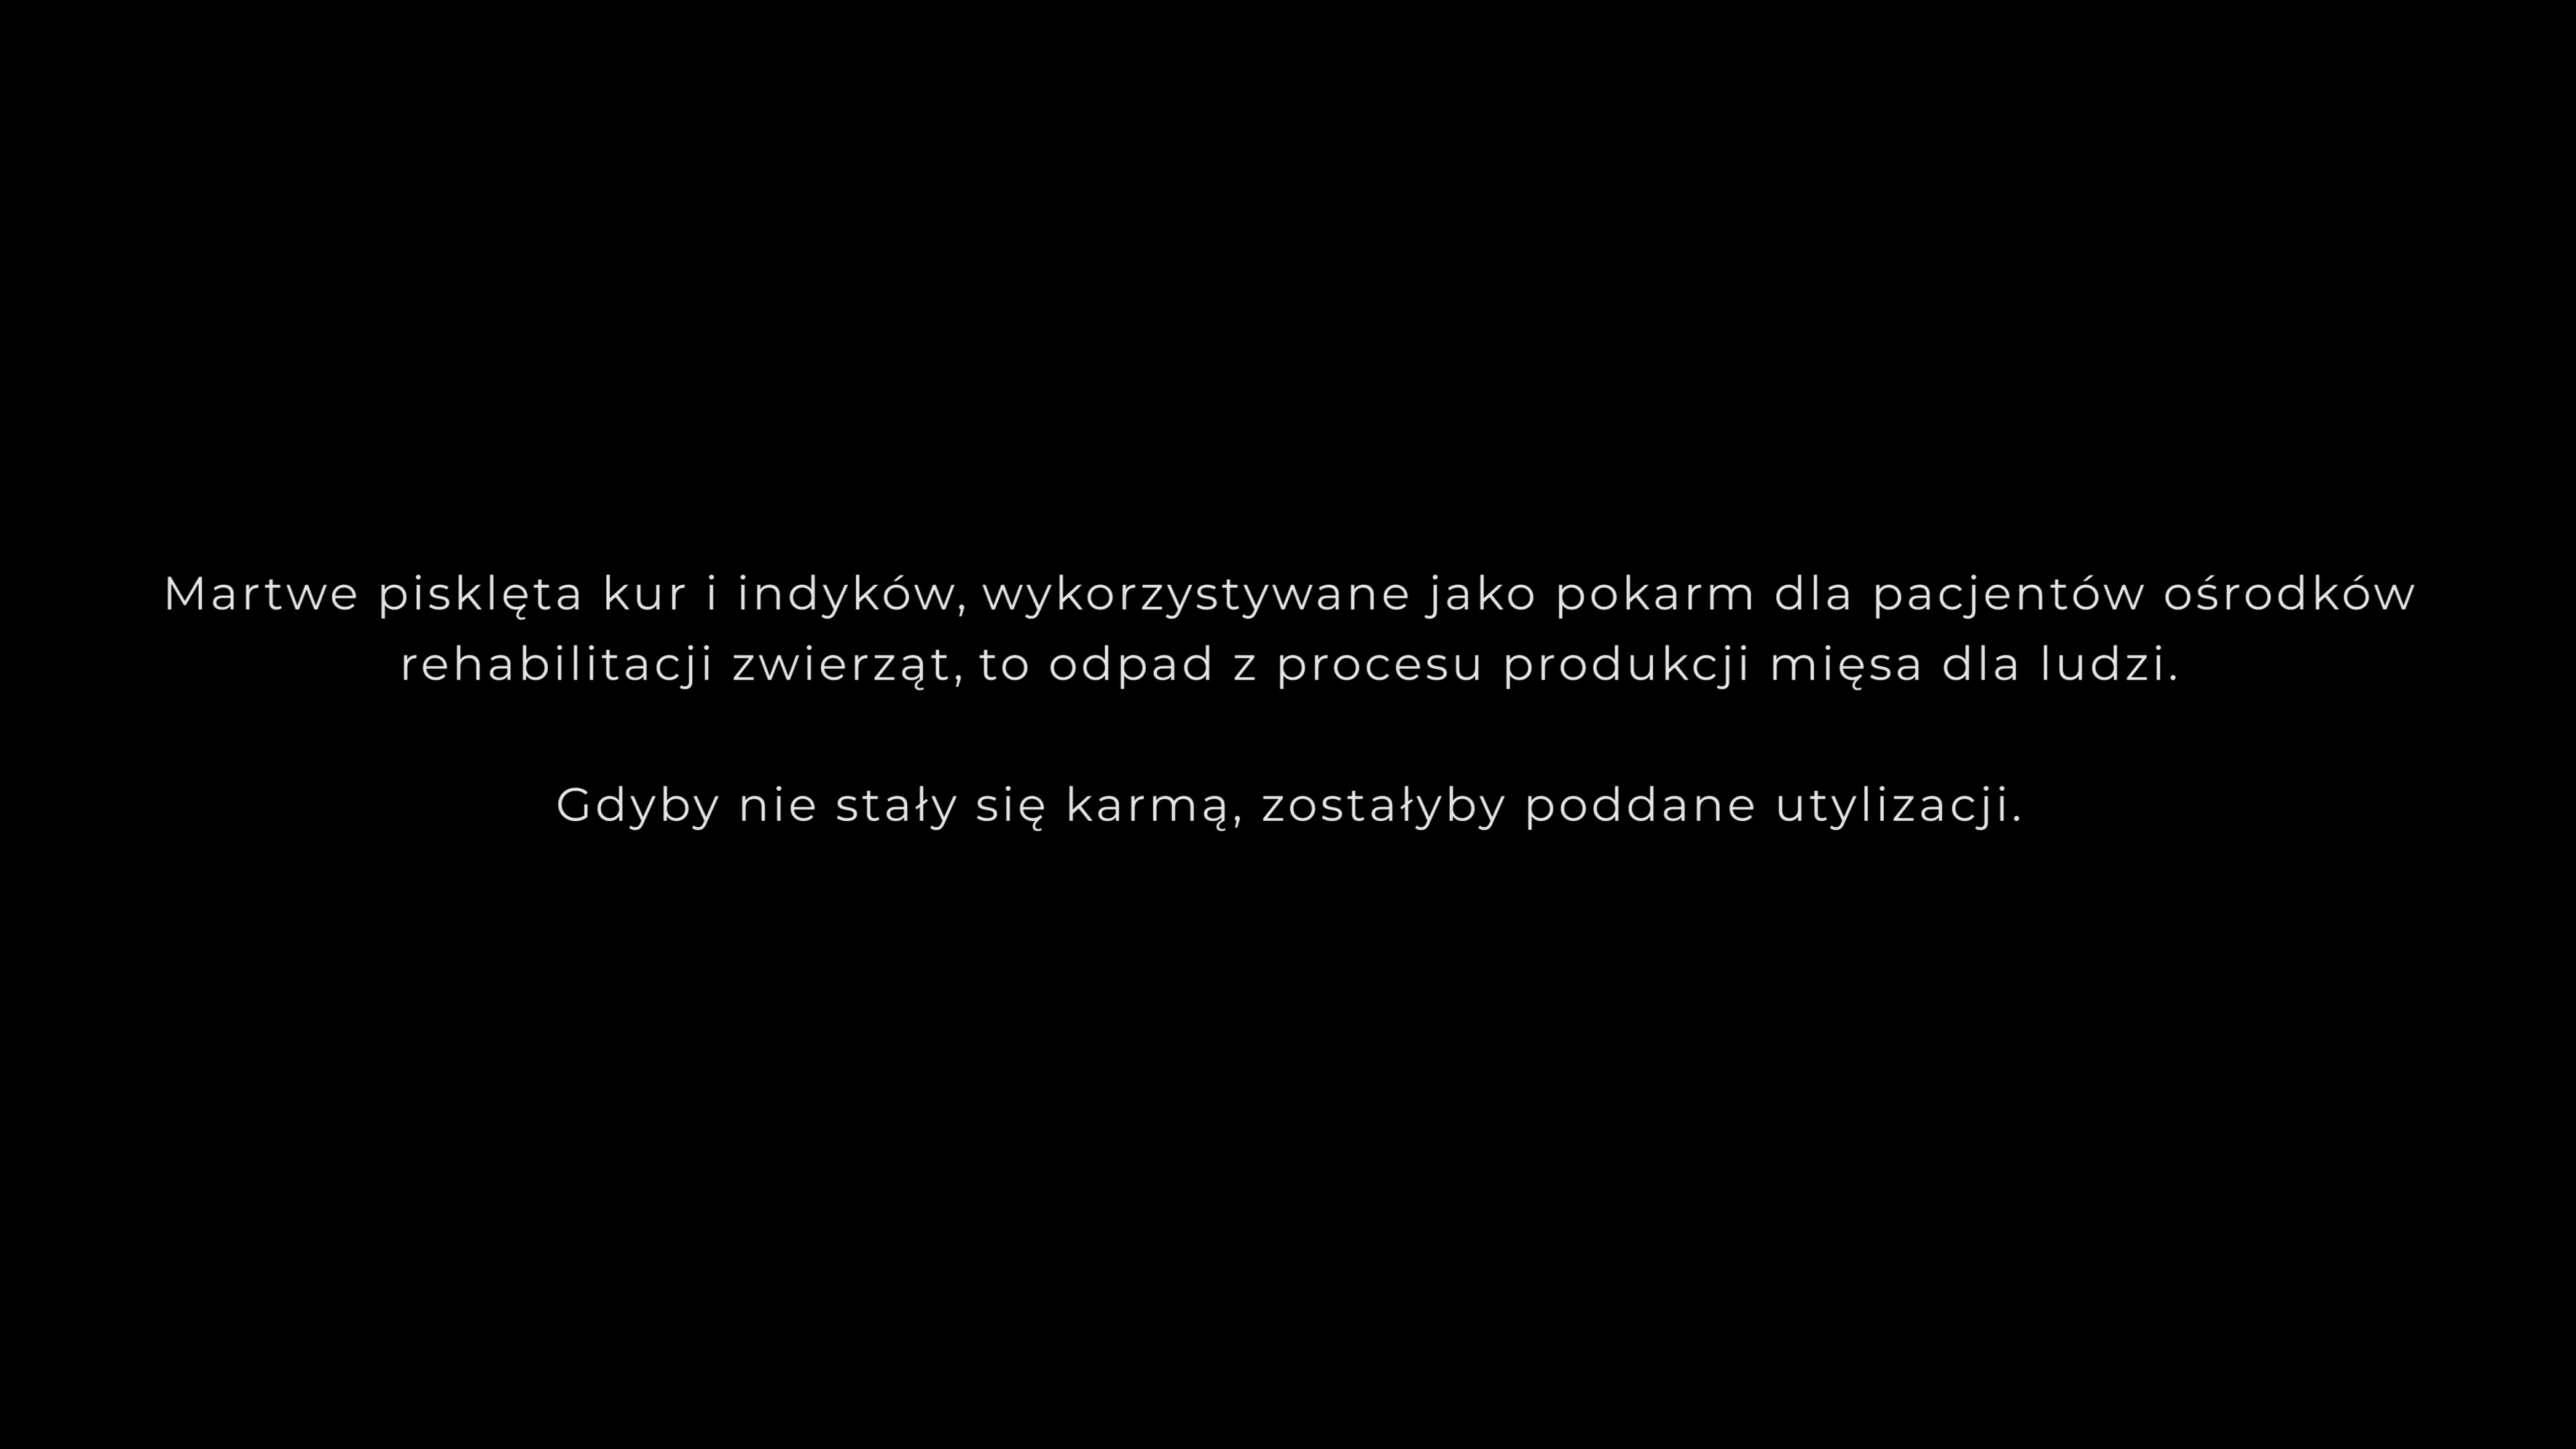 Martwe pisklęta kur i indyków, wykorzystywane jako pokarm dla pacjentów ośrodków
rehabilitacji zwierząt, to odpad z procesu produkcji mięsa dla ludzi.
Gdyby nie stały się karmą, zostałyby poddane utylizacji.